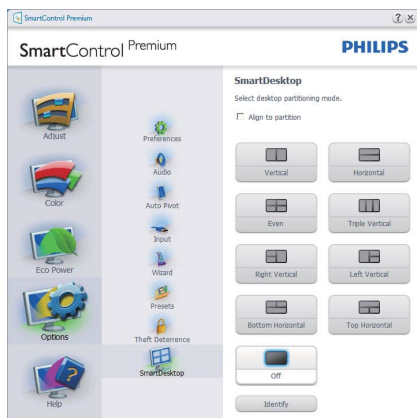 SmartControl Premium
SmartControl Premium
PHILIPS
Adjust
Color
Eco Power
Options
Help
Preferences
Audio
Auto Pivot
Input
Wizard
Presets
Theft Deterrence
SmartDesktop
SmartDesktop
Select desktop partitioning mode.
Align to partition
Vertical
Horizontal
Even
Triple Vertical
Right Vertical
Left Vertical
Bottom Horizontal
Top Horizontal
Off
Identify